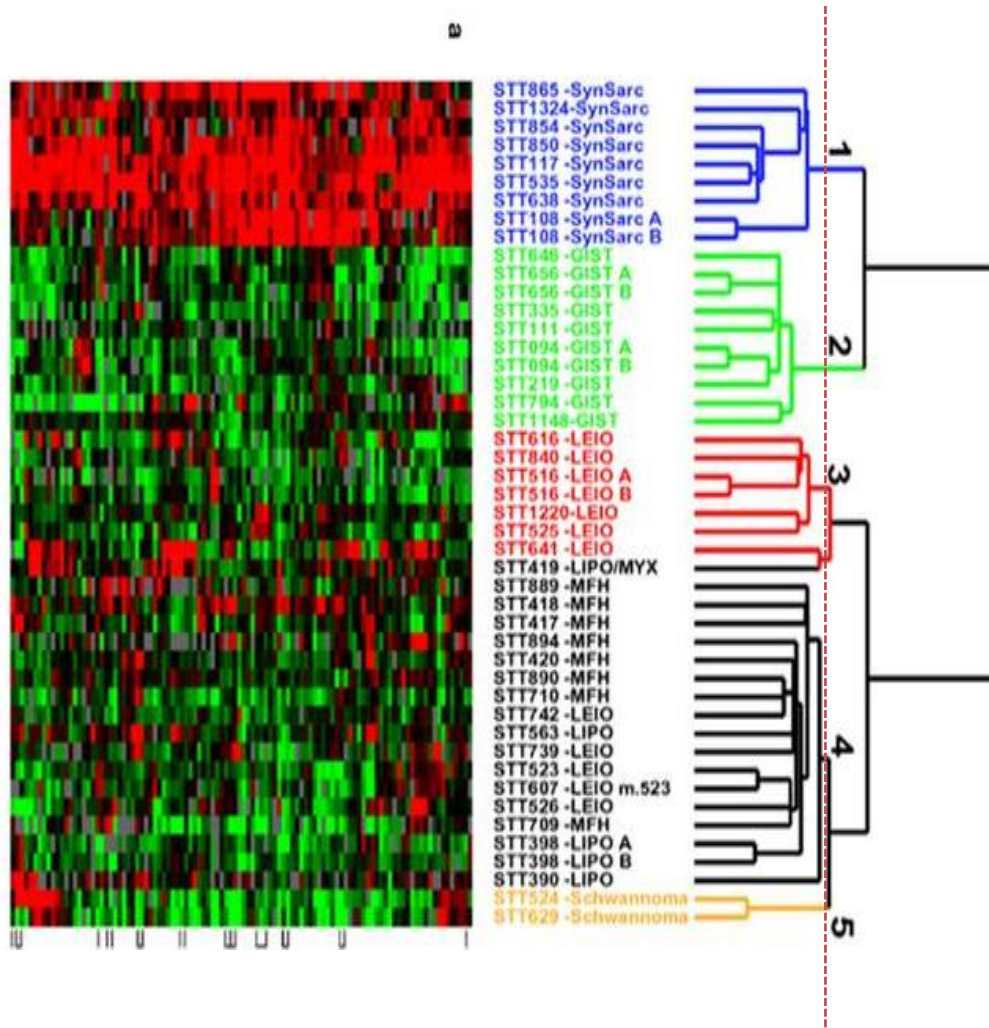 a
STT865 -SynSarc
STT1324-SynSarc
STT854 -SynSarc
STT850 -SynSarc
STT117 -SynSarc
STT535 -SynSarc
STT638 -SynSarc
STT108 -SynSarc A
STT108 -SynSarc B
STT646 -GIST
STT656 -GIST A
STT656 -GIST B
STT335 -GIST
STT111 -GIST
STT094 -GIST A
STT094 -GIST B
STT219 -GIST
STT794 -GIST
STT1148-GIST
STT616 -LEIO
STT840 -LEIO
STT516 -LEIO A
STT516 -LEIO B
STT1220-LEIO
STT525 -LEIO
STT641 -LEIO
STT419 -LIPO/MYX
STT889 -MFH
STT418 -MFH
STT417 -MFH
STT894 -MFH
STT420 -MFH
STT890 -MFH
STT710 -MFH
STT742 -LEIO
STT563 -LIPO
STT739 -LEIO
STT523 -LEIO
STT607 -LEIO m.523
STT526 -LEIO
STT709 -MFH
STT398 -LIPO A
STT398 -LIPO B
STT390 -LIPO
STT524 -Schwannoma
STT629 -Schwannoma
1
2
3
4
5